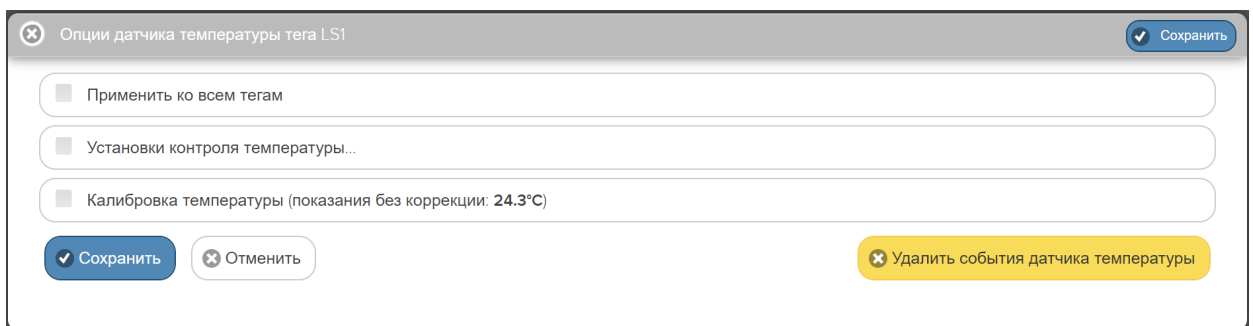 Опции датчика температуры тега LS1
Сохранить
Применить ко всем тегам
Установки контроля температуры...
Калибровка температуры (показания без коррекции: 24.3°C)
Сохранить
Отменить
Удалить события датчика температуры